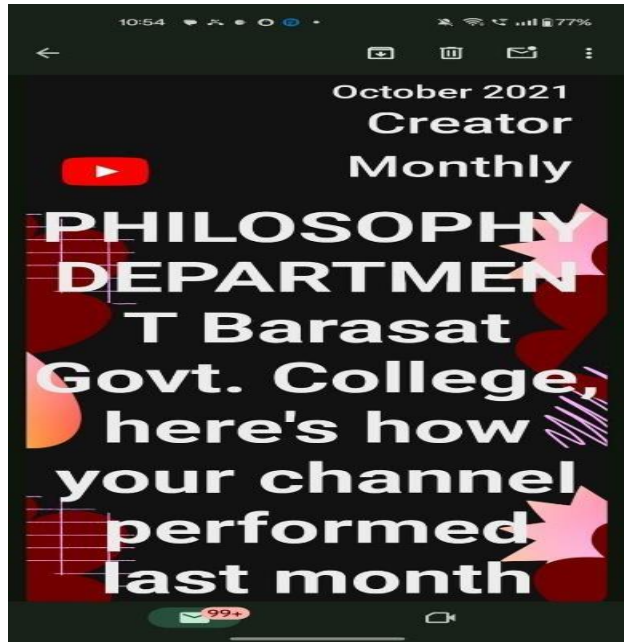 10:54 77%
October 2021
Creator
Monthly
PHILOSOPHY
DEPARTMEN
T Barasat
Govt. College,
here's how
your channel
performed
last month
99+